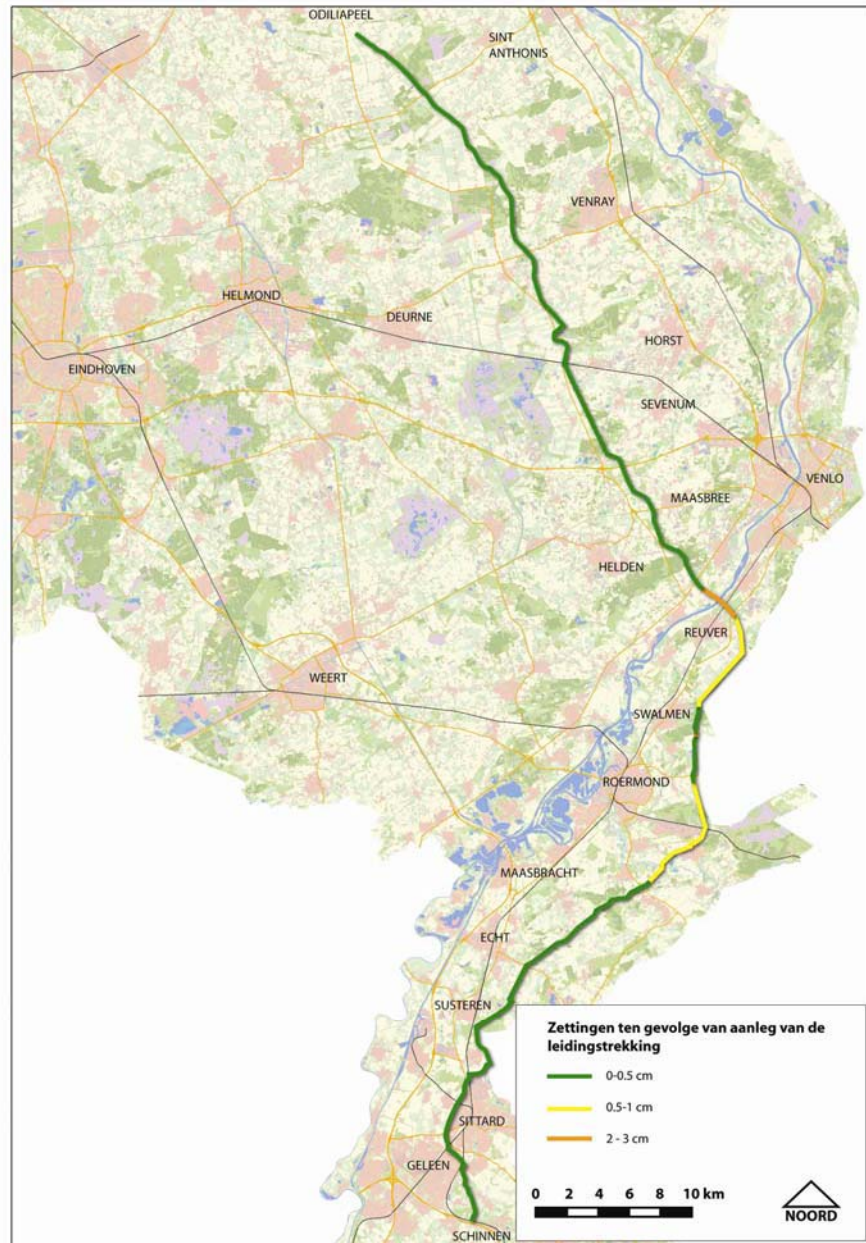 ODILIAPEEL
SINT
ANTHONIS
VENRAY
HELMOND
DEURNE
HORST
EINDHOVEN
SEVENUM
VENLO
MAASBREE
HELDEN
REUVER
WEERT
SWALMEN
ROERMOND
MAASBRACHT
ECHT
SUSTEREN
SITTARD
GELEEN
SCHINNEN
Zettingen ten gevolge van aanleg van de
leidingstrekking
0-0.5 cm
0.5-1 cm
2 - 3 cm
0 2 4 6 8 10 km
NOORD